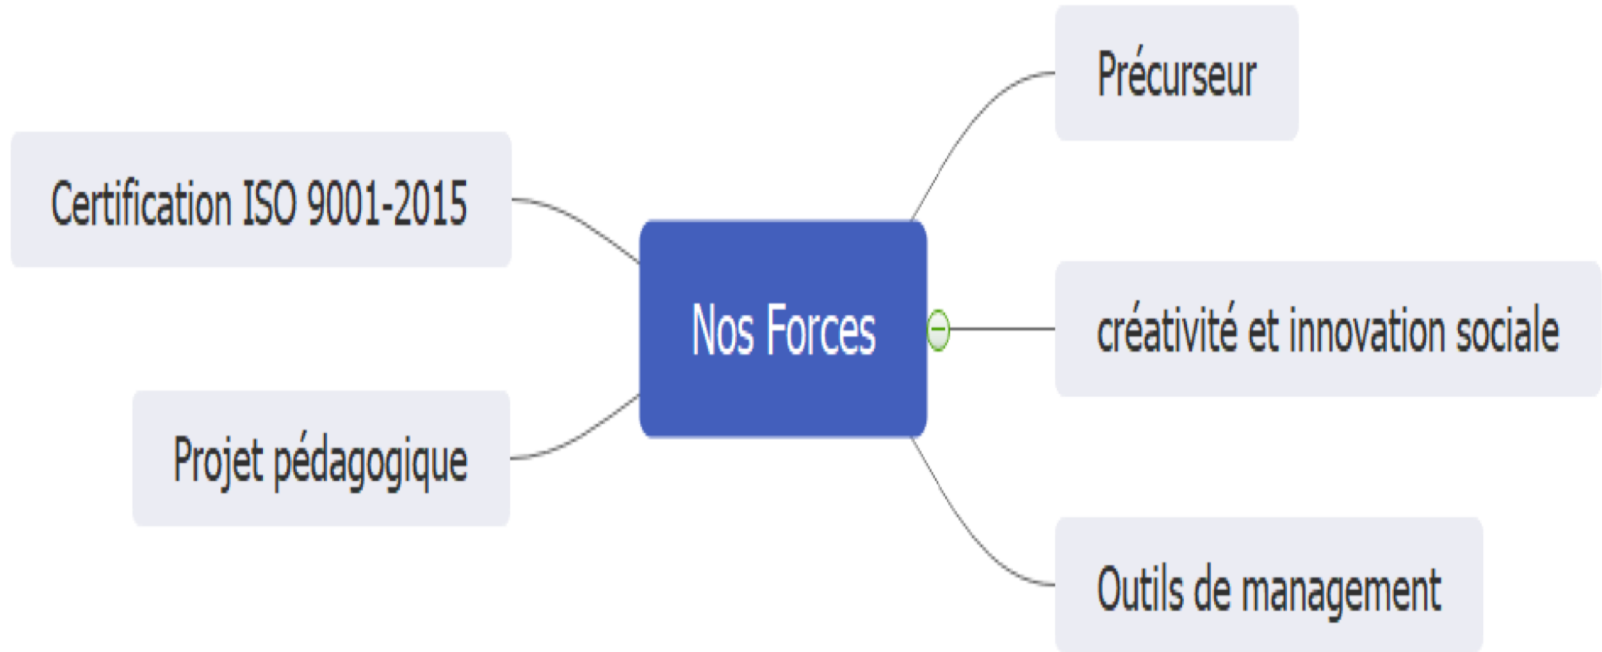 Précurseur
Certification ISO 9001-2015
Nos Forces
créativité et innovation sociale
Projet pédagogique
Outils de management